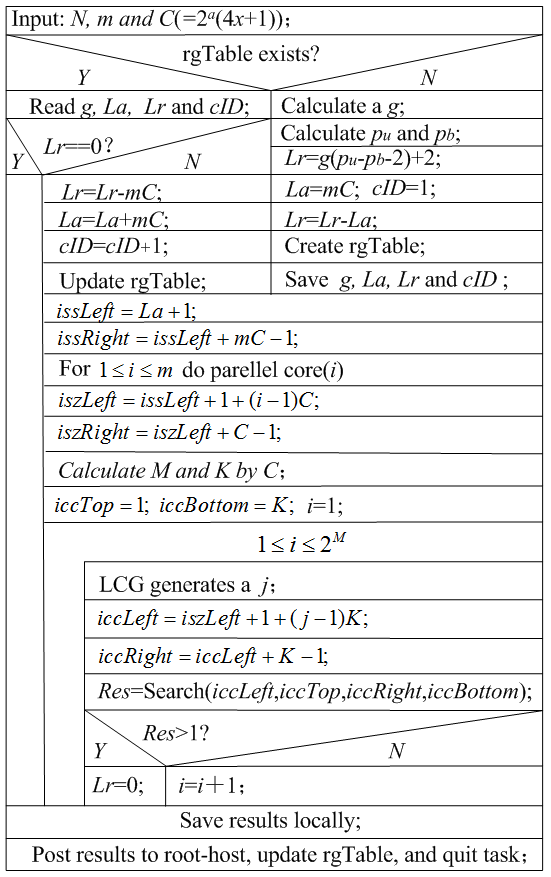 Input: N, m and C(=2ᵃ(4x+1));
rgTable exists?
Y N
Read g, La, Lr and cID; Calculate a g;
Lr==0? Calculate pᵤ and p_b;
Y N Lr=g(pᵤ-p_b-2)+2;
Lr=Lr-mC; La=mC; cID=1;
La=La+mC; Lr=Lr-La;
cID=cID+1; Create rgTable;
Update rgTable; Save g, La, Lr and cID ;
issLeft = La+1;
issRight = issLeft + mC −1;
For 1≤i≤m do parellel core(i)
iszLeft = issLeft +1+(i−1)C;
iszRight = iszLeft + C −1;
Calculate M and K by C;
iccTop = 1; iccBottom = K; i=1;
1≤i≤2ᴹ
LCG generates a j;
iccLeft = iszLeft +1+(j−1)K;
iccRight = iccLeft + K −1;
Res=Search(iccLeft,iccTop,iccRight,iccBottom);
Res>1?
Y N
Lr=0; i=i+1;
Save results locally;
Post results to root-host, update rgTable, and quit task;